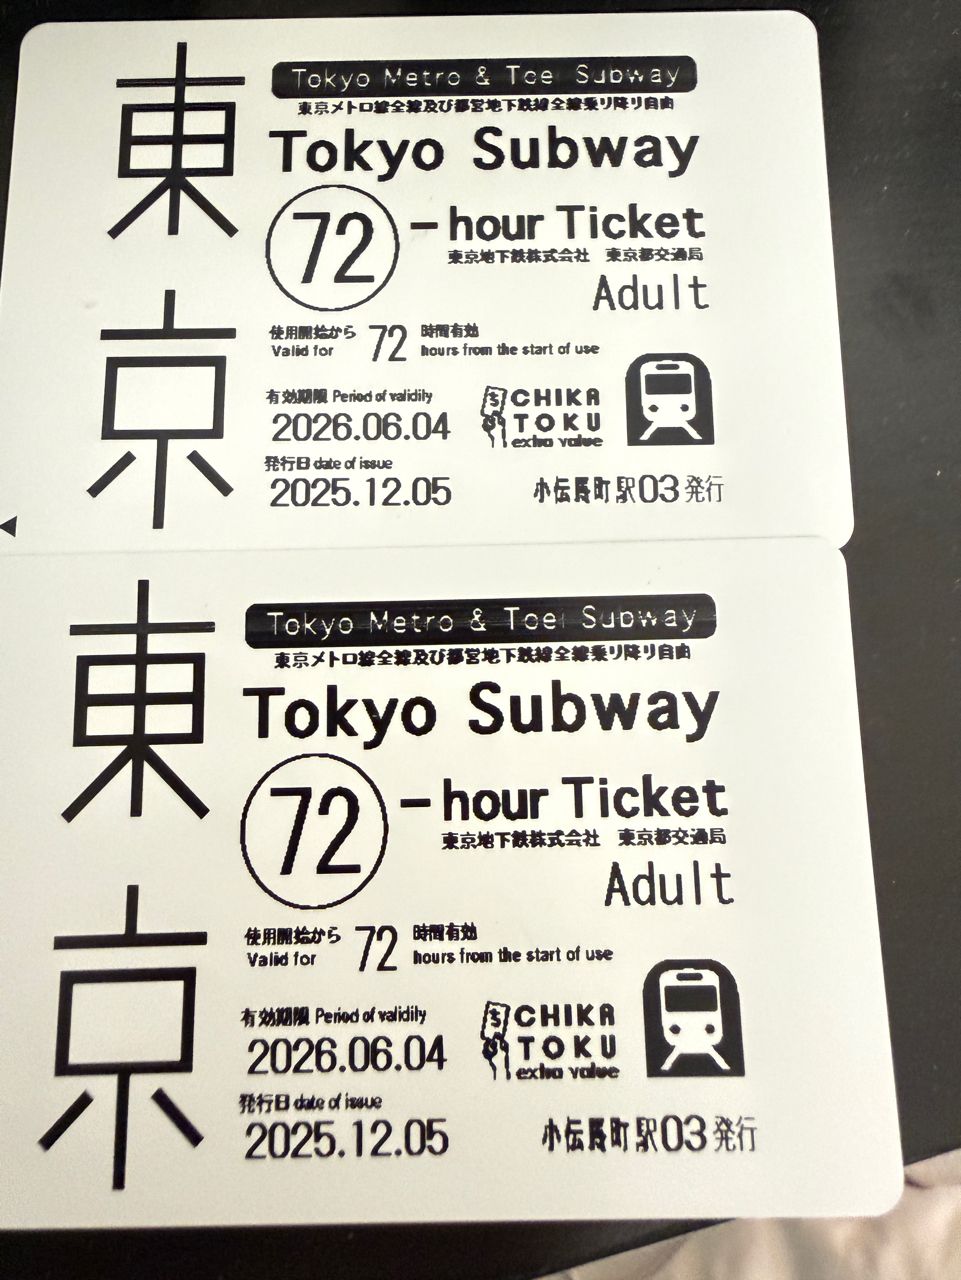 東京
Tokyo Metro & Toe Subway
東京メトロ線全線及び都営地下鉄線全線乗り降り自由
Tokyo Subway
72-hour Ticket
東京地下鉄株式会社 東京都交通局
Adult
使用開始から 72 時間有効
Valid for 72 hours from the start of use
有効期限 Period of validity
2026.06.04
CHIKA
TOKU
extra value
発行日 date of issue
2025.12.05
小伝馬町駅03発行
東京
Tokyo Metro & Toei Subway
東京メトロ線全線及び都営地下鉄線全線乗り降り自由
Tokyo Subway
72-hour Ticket
東京地下鉄株式会社 東京都交通局
Adult
使用開始から 72 時間有効
Valid for 72 hours from the start of use
有効期限 Period of validity
2026.06.04
CHIKA
TOKU
extra value
発行日 date of issue
2025.12.05
小伝馬町駅03発行